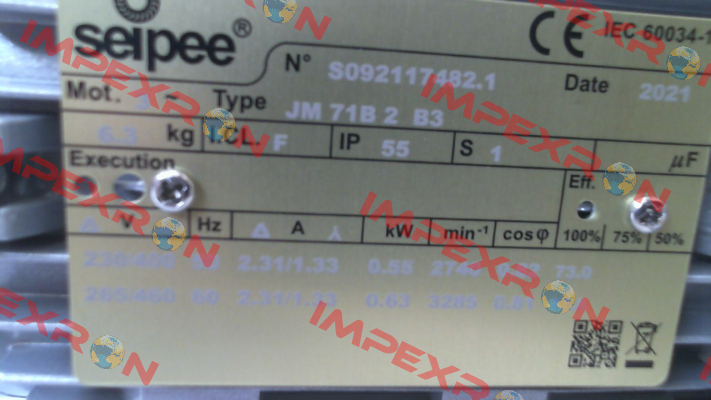 seipee®
CE IEC 60034-1
N° S092117482.1 Date 2021
Mot. Type JM 71B 2 B3
6.3 kg I.CL. F IP 55 S 1 µF
Execution Eff.
Δ V Hz Δ A kW min-1 cosφ 100% 75% 50%
2.31/1.33 0.55 73.0
265/460 60 2.31/1.33 0.63 3285
IMPEXRON